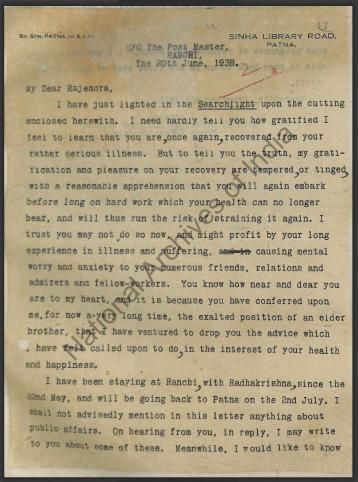 RY. STN. PATNA JN. E.I.RY.
SINHA LIBRARY ROAD,
PATNA.
C/O The Post Master,
RANCHI,
The 20th June, 1938.
My Dear Rajendra,
I have just lighted in the Searchlight upon the cutting
enclosed herewith. I need hardly tell you how gratified I
feel to learn that you are, once again, recovered from your
rather serious illness. But to tell you the truth, my grati-
fication and pleasure on your recovery are tempered, or tinged,
with a reasonable apprehension that you will again embark
before long on hard work which your health can no longer
bear, and will thus run the risk of straining it again. I
trust you may not do so now, and might profit by your long
experience in illness and suffering, and in causing mental
worry and anxiety to your numerous friends, relations and
admirers and fellow-workers. You know how near and dear you
are to my heart, and it is because you have conferred upon
me, for now a very long time, the exalted position of an elder
brother, that I have ventured to drop you the advice which
I have felt called upon to do, in the interest of your health
and happiness.
I have been staying at Ranchi, with Radhakrishna, since the
22nd May, and will be going back to Patna on the 2nd July. I
shall not advisedly mention in this letter anything about
public affairs. On hearing from you, in reply, I may write
to you about some of these. Meanwhile, I would like to know
National Archives of India